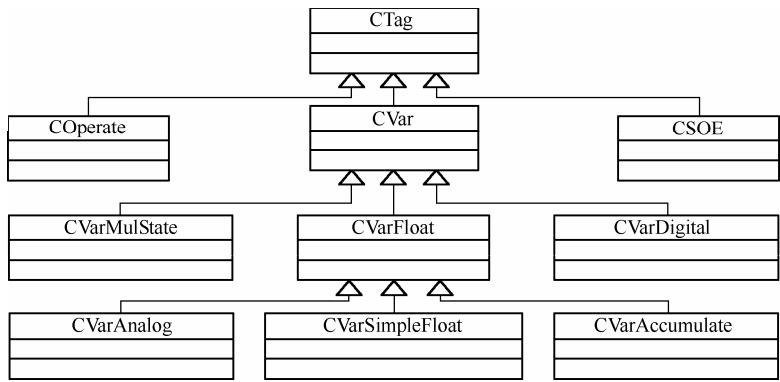 CTag
COperate
CVar
CSOE
CVarMulState
CVarFloat
CVarDigital
CVarAnalog
CVarSimpleFloat
CVarAccumulate